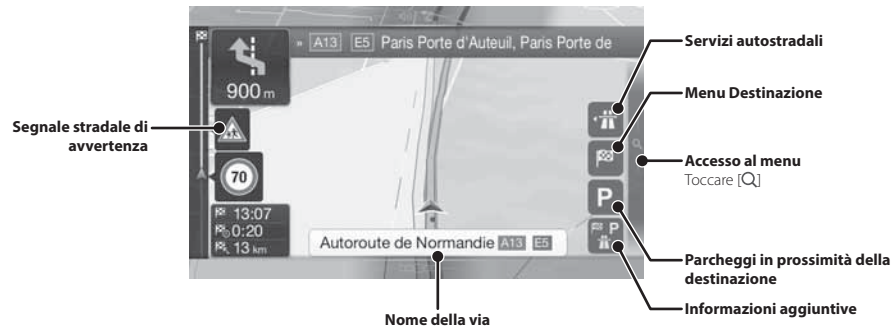 » A13 E5 Paris Porte d'Auteuil, Paris Porte de
900 m
70
13:07
0:20
13 km
Autoroute de Normandie A13 E5
P
P
Segnale stradale di
avvertenza
Servizi autostradali
Menu Destinazione
Accesso al menu
Toccare [Q]
Parcheggi in prossimità della
destinazione
Informazioni aggiuntive
Nome della via